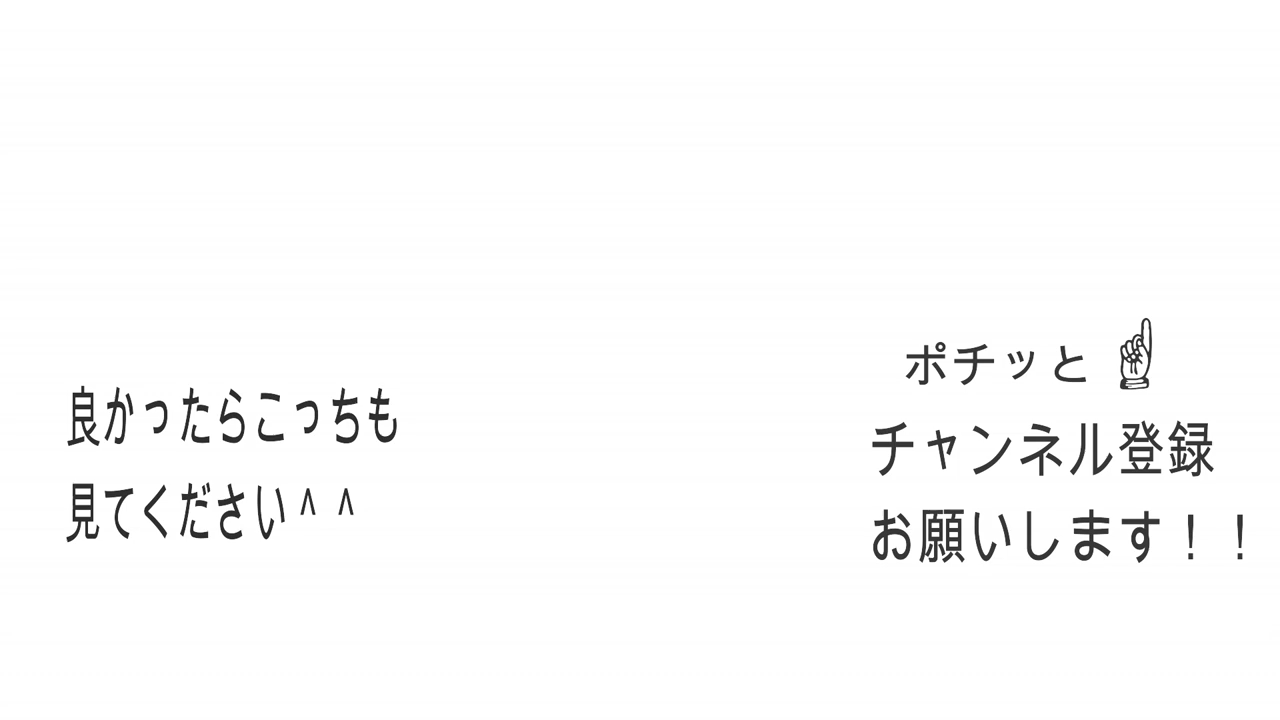 良かったらこっちも
見てください＾＾
ポチッと☝
チャンネル登録
お願いします！！